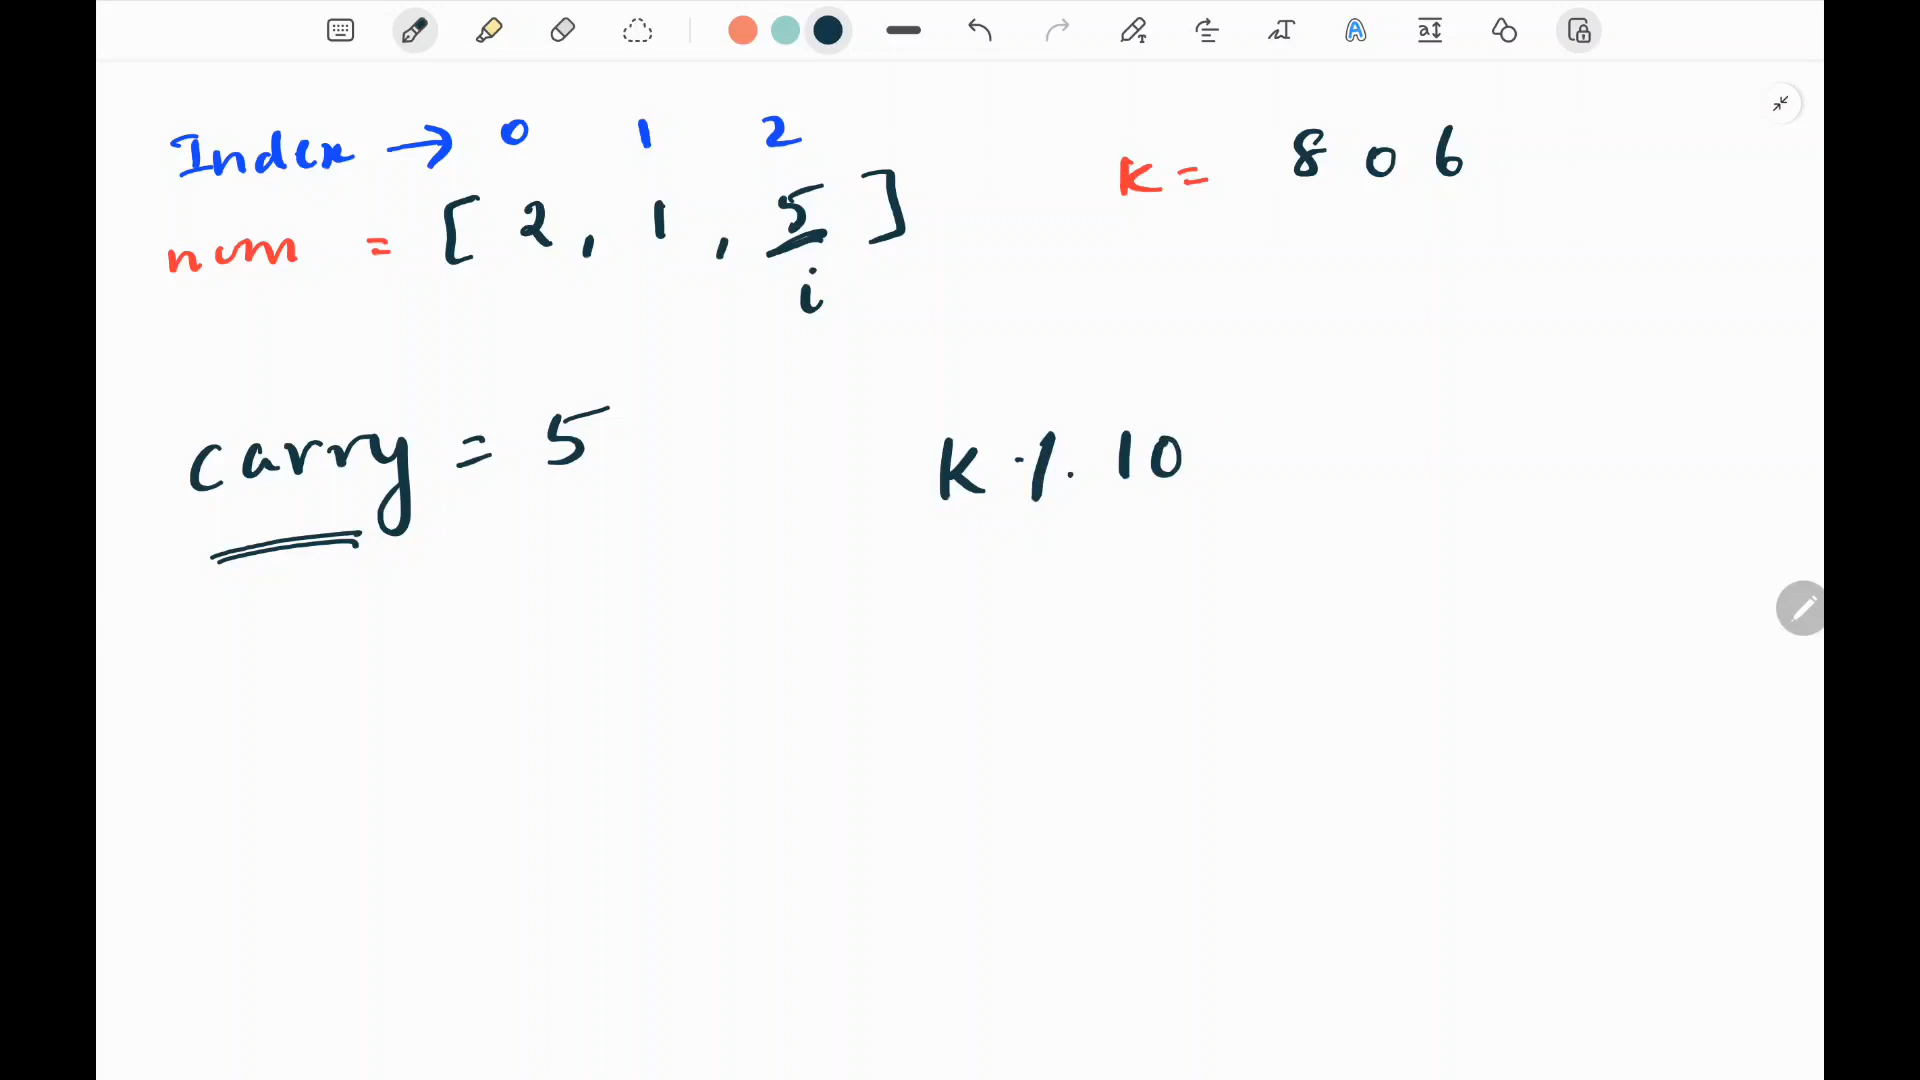 Index → 0 1 2
num = [ 2 , 1 , 5 ]
i
K = 8 0 6
carry = 5
K % 10